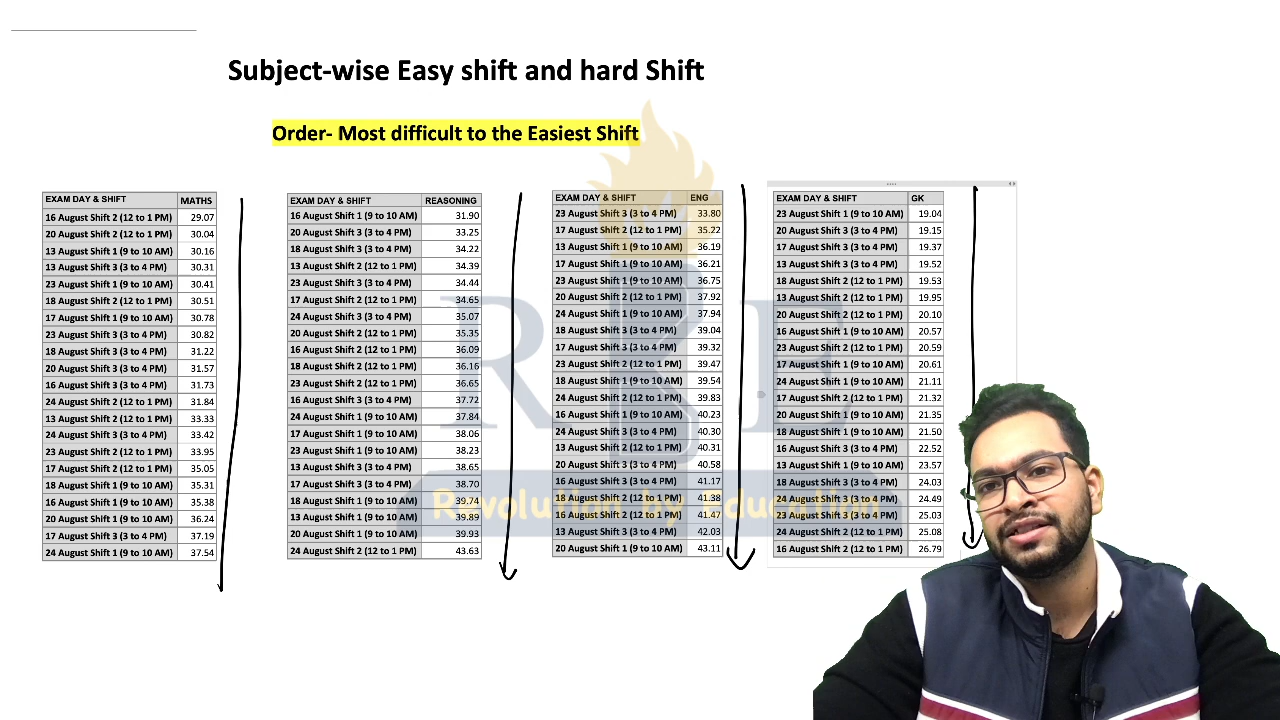 Subject-wise Easy shift and hard Shift
Order- Most difficult to the Easiest Shift
EXAM DAY & SHIFT MATHS
16 August Shift 2 (12 to 1 PM) 29.07
20 August Shift 2 (12 to 1 PM) 30.04
13 August Shift 1 (9 to 10 AM) 30.16
13 August Shift 3 (3 to 4 PM) 30.31
23 August Shift 1 (9 to 10 AM) 30.41
18 August Shift 2 (12 to 1 PM) 30.51
17 August Shift 1 (9 to 10 AM) 30.78
23 August Shift 3 (3 to 4 PM) 30.82
18 August Shift 3 (3 to 4 PM) 31.22
20 August Shift 3 (3 to 4 PM) 31.57
16 August Shift 3 (3 to 4 PM) 31.73
24 August Shift 2 (12 to 1 PM) 31.84
13 August Shift 2 (12 to 1 PM) 33.33
24 August Shift 3 (3 to 4 PM) 33.42
23 August Shift 2 (12 to 1 PM) 33.95
17 August Shift 2 (12 to 1 PM) 35.05
18 August Shift 1 (9 to 10 AM) 35.31
16 August Shift 1 (9 to 10 AM) 35.38
20 August Shift 1 (9 to 10 AM) 36.24
17 August Shift 3 (3 to 4 PM) 37.19
24 August Shift 1 (9 to 10 AM) 37.54
EXAM DAY & SHIFT REASONING
16 August Shift 1 (9 to 10 AM) 31.90
20 August Shift 3 (3 to 4 PM) 33.25
18 August Shift 3 (3 to 4 PM) 34.22
13 August Shift 2 (12 to 1 PM) 34.39
23 August Shift 3 (3 to 4 PM) 34.44
17 August Shift 2 (12 to 1 PM) 34.65
24 August Shift 3 (3 to 4 PM) 35.07
20 August Shift 2 (12 to 1 PM) 35.35
16 August Shift 2 (12 to 1 PM) 36.09
18 August Shift 2 (12 to 1 PM) 36.16
23 August Shift 2 (12 to 1 PM) 36.65
16 August Shift 3 (3 to 4 PM) 37.72
24 August Shift 1 (9 to 10 AM) 37.84
17 August Shift 1 (9 to 10 AM) 38.06
23 August Shift 1 (9 to 10 AM) 38.23
13 August Shift 3 (3 to 4 PM) 38.65
17 August Shift 3 (3 to 4 PM) 38.70
18 August Shift 1 (9 to 10 AM) 39.74
13 August Shift 1 (9 to 10 AM) 39.89
20 August Shift 1 (9 to 10 AM) 39.93
24 August Shift 2 (12 to 1 PM) 43.63
EXAM DAY & SHIFT ENG
23 August Shift 3 (3 to 4 PM) 33.80
17 August Shift 2 (12 to 1 PM) 35.22
13 August Shift 1 (9 to 10 AM) 36.19
17 August Shift 1 (9 to 10 AM) 36.21
23 August Shift 1 (9 to 10 AM) 36.75
20 August Shift 2 (12 to 1 PM) 37.92
24 August Shift 1 (9 to 10 AM) 37.94
18 August Shift 3 (3 to 4 PM) 39.04
17 August Shift 3 (3 to 4 PM) 39.32
23 August Shift 2 (12 to 1 PM) 39.47
18 August Shift 1 (9 to 10 AM) 39.54
24 August Shift 2 (12 to 1 PM) 39.83
16 August Shift 1 (9 to 10 AM) 40.23
24 August Shift 3 (3 to 4 PM) 40.30
13 August Shift 2 (12 to 1 PM) 40.31
20 August Shift 3 (3 to 4 PM) 40.58
16 August Shift 3 (3 to 4 PM) 41.17
18 August Shift 2 (12 to 1 PM) 41.38
16 August Shift 2 (12 to 1 PM) 41.47
13 August Shift 3 (3 to 4 PM) 42.03
20 August Shift 1 (9 to 10 AM) 43.11
EXAM DAY & SHIFT GK
23 August Shift 1 (9 to 10 AM) 19.04
20 August Shift 3 (3 to 4 PM) 19.15
17 August Shift 3 (3 to 4 PM) 19.37
13 August Shift 3 (3 to 4 PM) 19.52
18 August Shift 2 (12 to 1 PM) 19.53
13 August Shift 2 (12 to 1 PM) 19.95
20 August Shift 2 (12 to 1 PM) 20.10
16 August Shift 1 (9 to 10 AM) 20.57
23 August Shift 2 (12 to 1 PM) 20.59
17 August Shift 1 (9 to 10 AM) 20.61
24 August Shift 1 (9 to 10 AM) 21.11
17 August Shift 2 (12 to 1 PM) 21.32
20 August Shift 1 (9 to 10 AM) 21.35
18 August Shift 1 (9 to 10 AM) 21.50
16 August Shift 3 (3 to 4 PM) 22.52
13 August Shift 1 (9 to 10 AM) 23.57
18 August Shift 3 (3 to 4 PM) 24.03
24 August Shift 3 (3 to 4 PM) 24.49
23 August Shift 3 (3 to 4 PM) 25.03
24 August Shift 2 (12 to 1 PM) 25.08
16 August Shift 2 (12 to 1 PM) 26.79
RBE
Revolution by Education